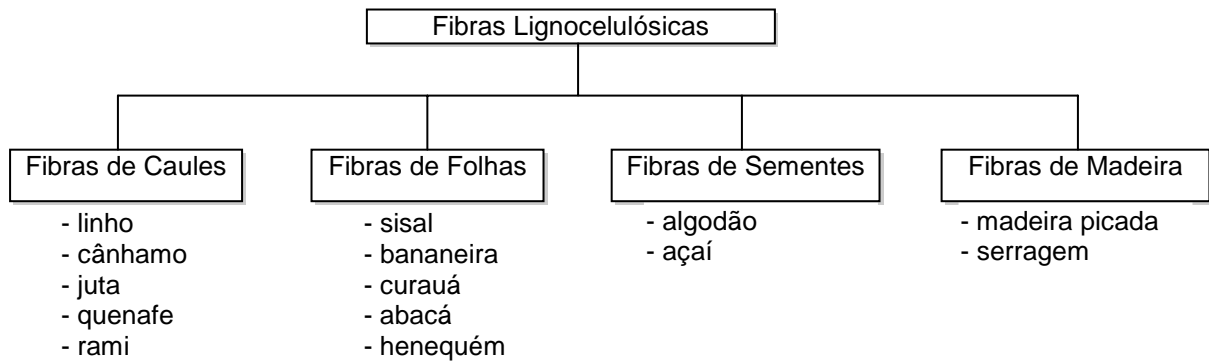 Fibras Lignocelulósicas
Fibras de Caules
- linho
- cânhamo
- juta
- quenafe
- rami
Fibras de Folhas
- sisal
- bananeira
- curauá
- abacá
- henequém
Fibras de Sementes
- algodão
- açaí
Fibras de Madeira
- madeira picada
- serragem